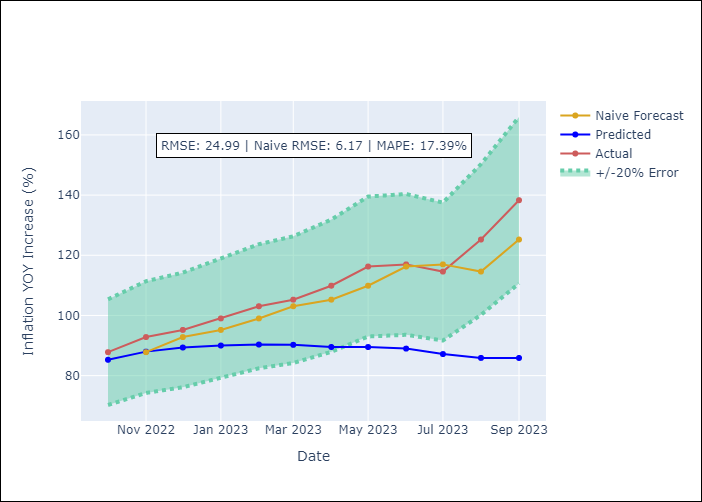 RMSE: 24.99 | Naive RMSE: 6.17 | MAPE: 17.39%
Naive Forecast
Predicted
Actual
+/-20% Error
Inflation YOY Increase (%)
160
140
120
100
80
Nov 2022
Jan 2023
Mar 2023
May 2023
Jul 2023
Sep 2023
Date